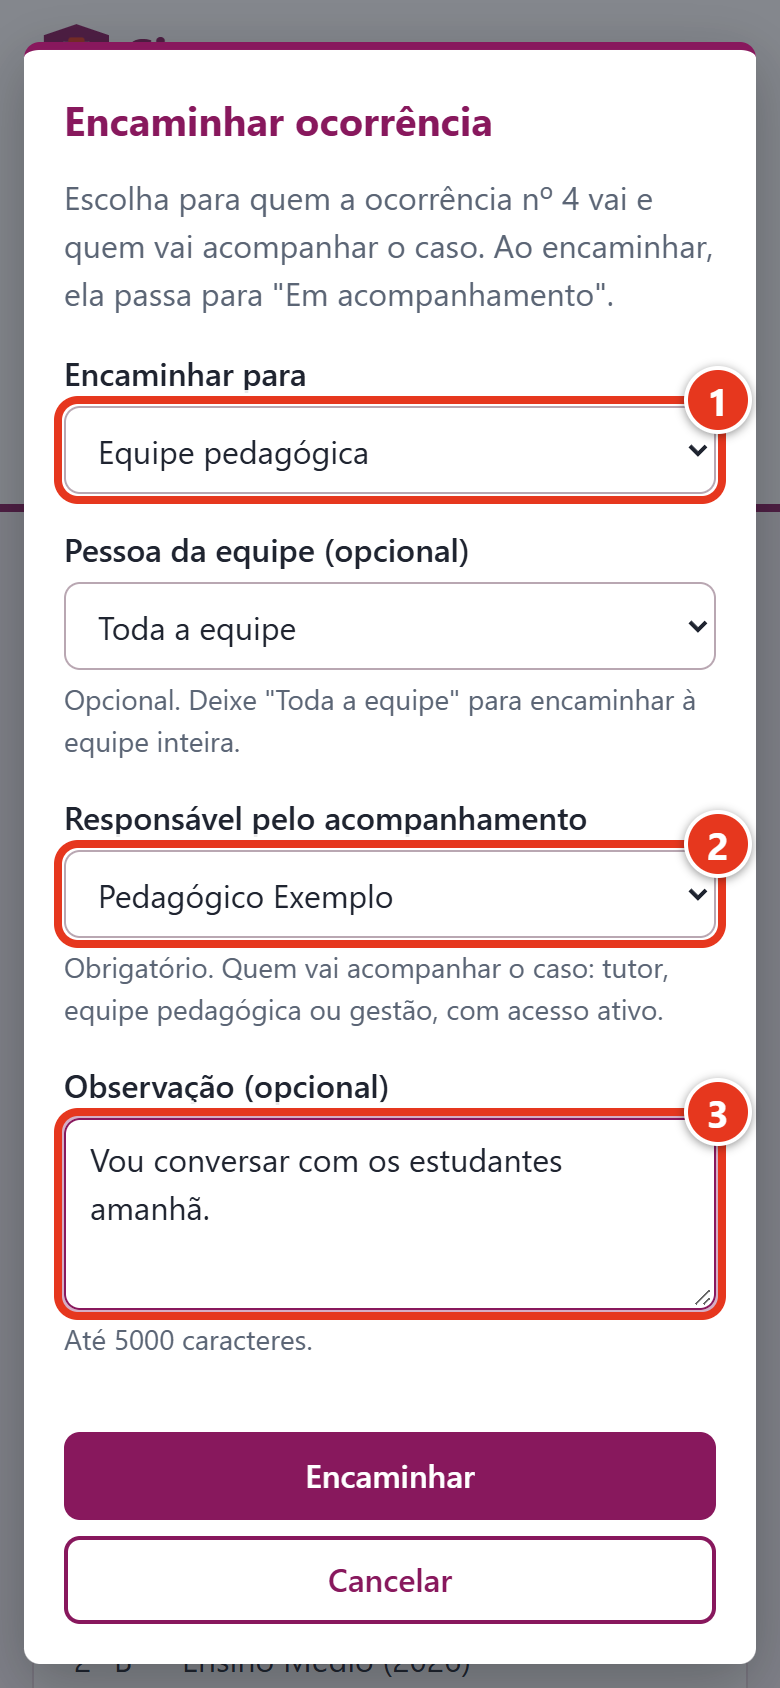 Encaminhar ocorrência
Escolha para quem a ocorrência nº 4 vai e
quem vai acompanhar o caso. Ao encaminhar,
ela passa para "Em acompanhamento".
Encaminhar para
1
Equipe pedagógica
Pessoa da equipe (opcional)
Toda a equipe
Opcional. Deixe "Toda a equipe" para encaminhar à
equipe inteira.
Responsável pelo acompanhamento
2
Pedagógico Exemplo
Obrigatório. Quem vai acompanhar o caso: tutor,
equipe pedagógica ou gestão, com acesso ativo.
Observação (opcional)
3
Vou conversar com os estudantes
amanhã.
Até 5000 caracteres.
Encaminhar
Cancelar
Ensino Médio (2026)